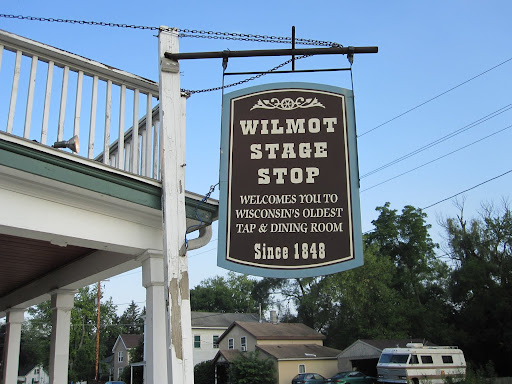 WILMOT
STAGE
STOP
WELCOMES YOU TO
WISCONSIN'S OLDEST
TAP & DINING ROOM
Since 1848